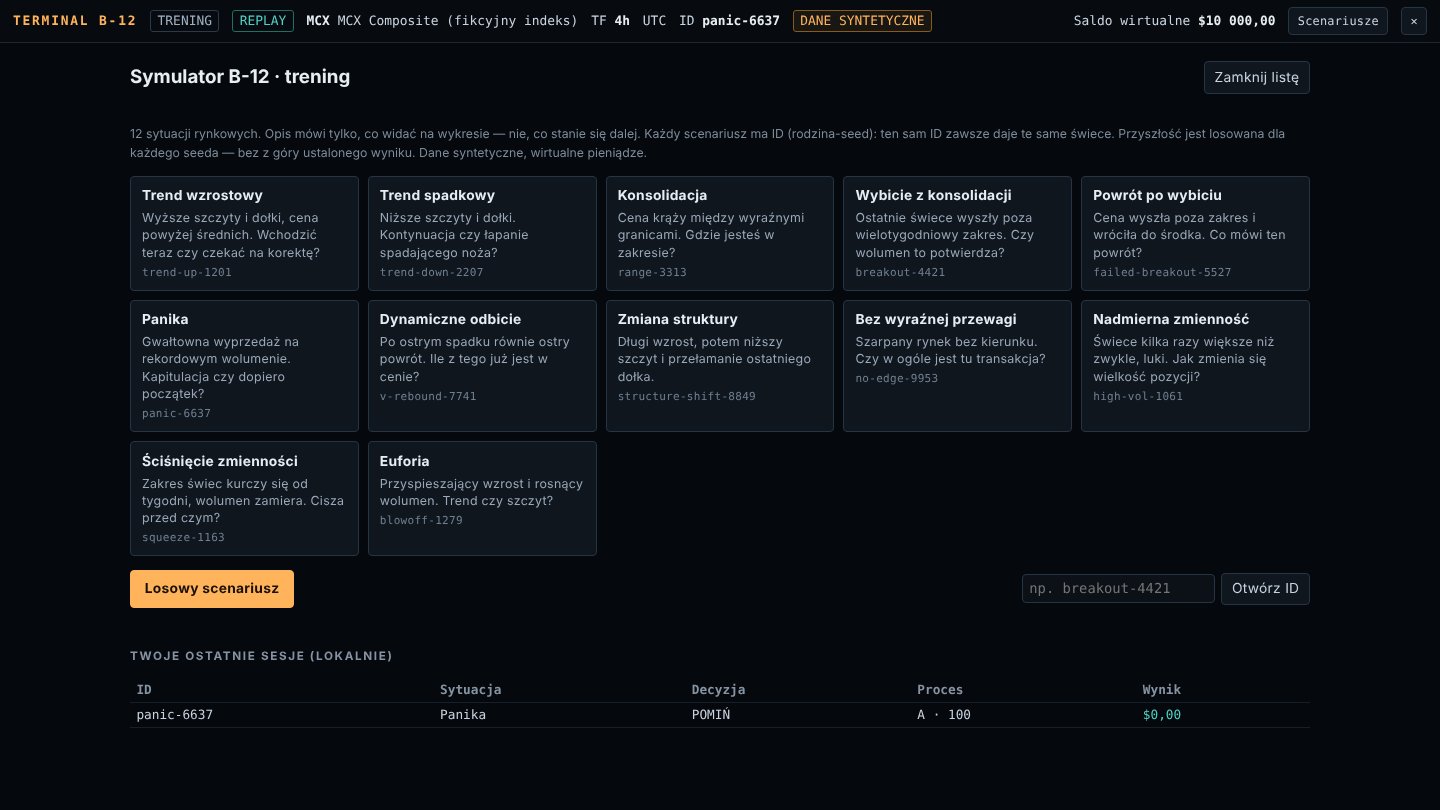 TERMINAL B-12 TRENING REPLAY MCX MCX Composite (fikcyjny indeks) TF 4h UTC ID panic-6637 DANE SYNTETYCZNE Saldo wirtualne $10 000,00 Scenariusze ×
Symulator B-12 · trening Zamknij listę
12 sytuacji rynkowych. Opis mówi tylko, co widać na wykresie — nie, co stanie się dalej. Każdy scenariusz ma ID (rodzina-seed): ten sam ID zawsze daje te same świece. Przyszłość jest losowana dla
każdego seeda — bez z góry ustalonego wyniku. Dane syntetyczne, wirtualne pieniądze.
Trend wzrostowy
Wyższe szczyty i dołki, cena
powyżej średnich. Wchodzić
teraz czy czekać na korektę?
trend-up-1201
Trend spadkowy
Niższe szczyty i dołki.
Kontynuacja czy łapanie
spadającego noża?
trend-down-2207
Konsolidacja
Cena krąży między wyraźnymi
granicami. Gdzie jesteś w
zakresie?
range-3313
Wybicie z konsolidacji
Ostatnie świece wyszły poza
wielotygodniowy zakres. Czy
wolumen to potwierdza?
breakout-4421
Powrót po wybiciu
Cena wyszła poza zakres i
wróciła do środka. Co mówi ten
powrót?
failed-breakout-5527
Panika
Gwałtowna wyprzedaż na
rekordowym wolumenie.
Kapitulacja czy dopiero
początek?
panic-6637
Dynamiczne odbicie
Po ostrym spadku równie ostry
powrót. Ile z tego już jest w
cenie?
v-rebound-7741
Zmiana struktury
Długi wzrost, potem niższy
szczyt i przełamanie ostatniego
dołka.
structure-shift-8849
Bez wyraźnej przewagi
Szarpany rynek bez kierunku.
Czy w ogóle jest tu transakcja?
no-edge-9953
Nadmierna zmienność
Świece kilka razy większe niż
zwykle, luki. Jak zmienia się
wielkość pozycji?
high-vol-1061
Ściśnięcie zmienności
Zakres świec kurczy się od
tygodni, wolumen zamiera. Cisza
przed czym?
squeeze-1163
Euforia
Przyspieszający wzrost i rosnący
wolumen. Trend czy szczyt?
blowoff-1279
Losowy scenariusz np. breakout-4421 Otwórz ID
TWOJE OSTATNIE SESJE (LOKALNIE)
ID Sytuacja Decyzja Proces Wynik
panic-6637 Panika POMIŃ A · 100 $0,00